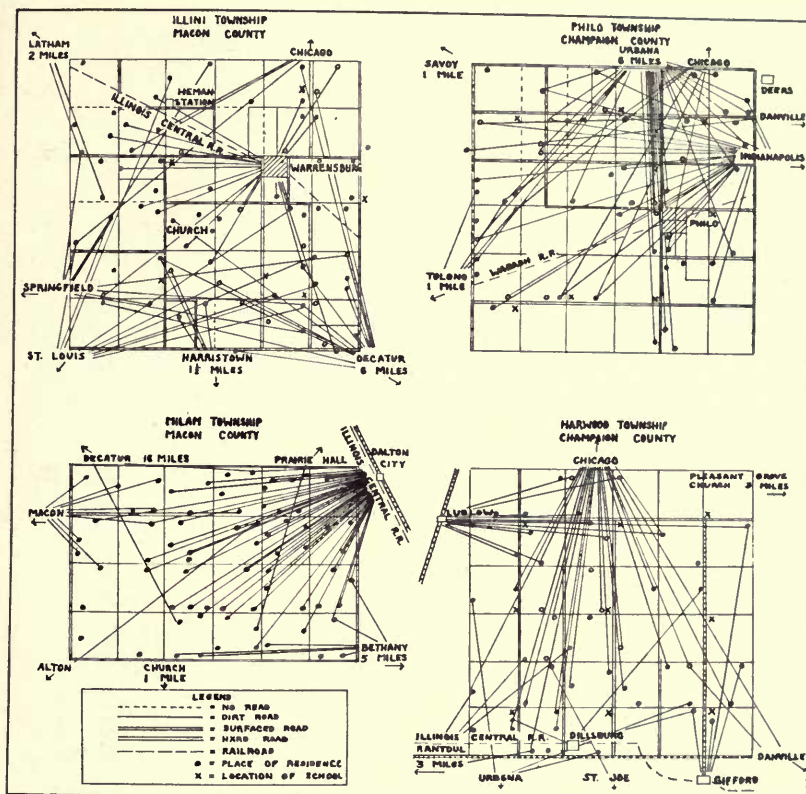 ILLINI TOWNSHIP
MACON COUNTY
LATHAM
2 MILES
CHICAGO
HEMAN
STATION
ILLINOIS CENTRAL R.R.
WARRENSBURG
CHURCH
SPRINGFIELD
ST. LOUIS
HARRISTOWN
1½ MILES
DECATUR
6 MILES
PHILO TOWNSHIP
CHAMPAIGN COUNTY
URBANA
6 MILES
SAVOY
1 MILE
CHICAGO
DEERS
DANVILLE
INDIANAPOLIS
PHILO
WABASH R.R.
TOLONO
1 MILE
MILAM TOWNSHIP
MACON COUNTY
DECATUR 16 MILES
PRAIRIE HALL
DALTON
CITY
ILLINOIS CENTRAL R.R.
MACON
BETHANY
5 MILES
ALTON
CHURCH
1 MILE
LEGEND
= NO ROAD
= DIRT ROAD
= SURFACED ROAD
= HARD ROAD
= RAILROAD
= PLACE OF RESIDENCE
X = LOCATION OF SCHOOL
HARWOOD TOWNSHIP
CHAMPAIGN COUNTY
CHICAGO
PLEASANT GROVE
CHURCH 3 MILES
LUDLOW
ILLINOIS CENTRAL R.R.
DILLSBURG
RANTOUL
3 MILES
URBANA
ST. JOE
GIFFORD
DANVILLE